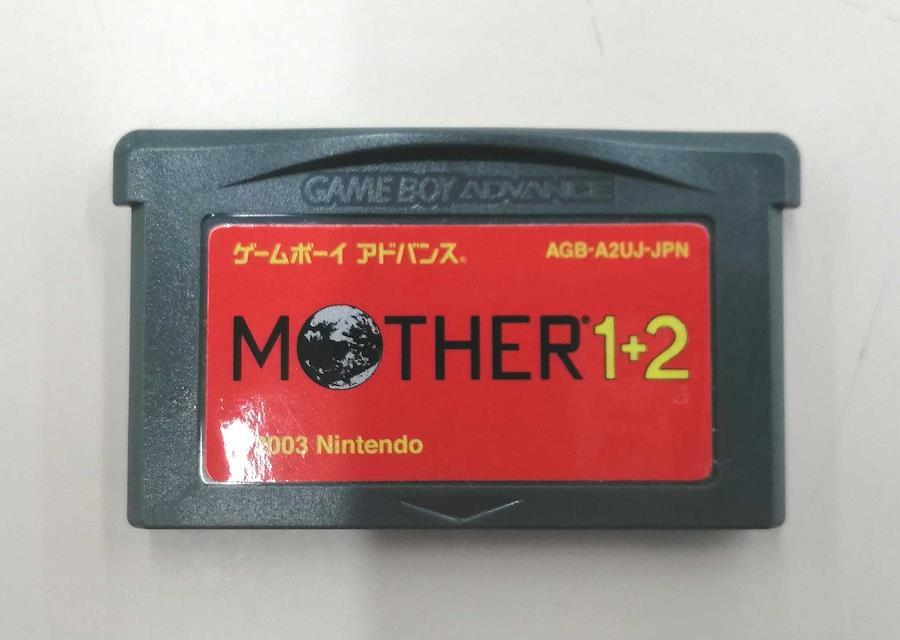 GAME BOY ADVANCE
ゲームボーイ アドバンス® AGB-A2UJ-JPN
MOTHER® 1+2
2003 Nintendo